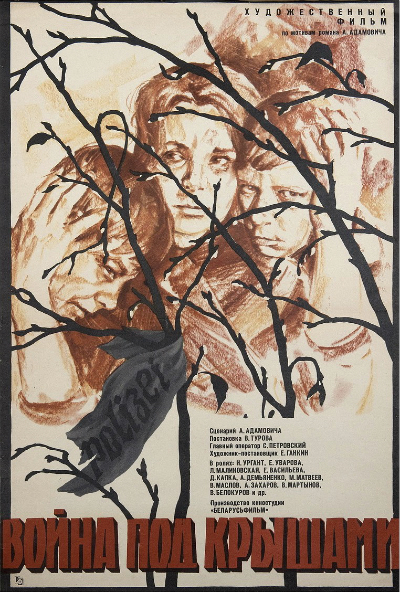 ХУДОЖЕСТВЕННЫЙ
ФИЛЬМ
по мотивам романа А. АДАМОВИЧА
polizei
Сценарий А. АДАМОВИЧА
Постановка В. ТУРОВА
Главный оператор С. ПЕТРОВСКИЙ
Художник-постановщик Е. ГАНКИН
В ролях: Н. УРГАНТ, Е. УВАРОВА,
Л. МАЛИНОВСКАЯ, Е. ВАСИЛЬЕВА,
Д. КАПКА, А. ДЕМЬЯНЕНКО, М. МАТВЕЕВ,
В. МАСЛОВ, А. ЗАХАРОВ, В. МАРТЫНОВ,
В. БЕЛОКУРОВ и др.
Производство киностудии
«БЕЛАРУСЬФИЛЬМ»
ВОЙНА ПОД КРЫШАМИ